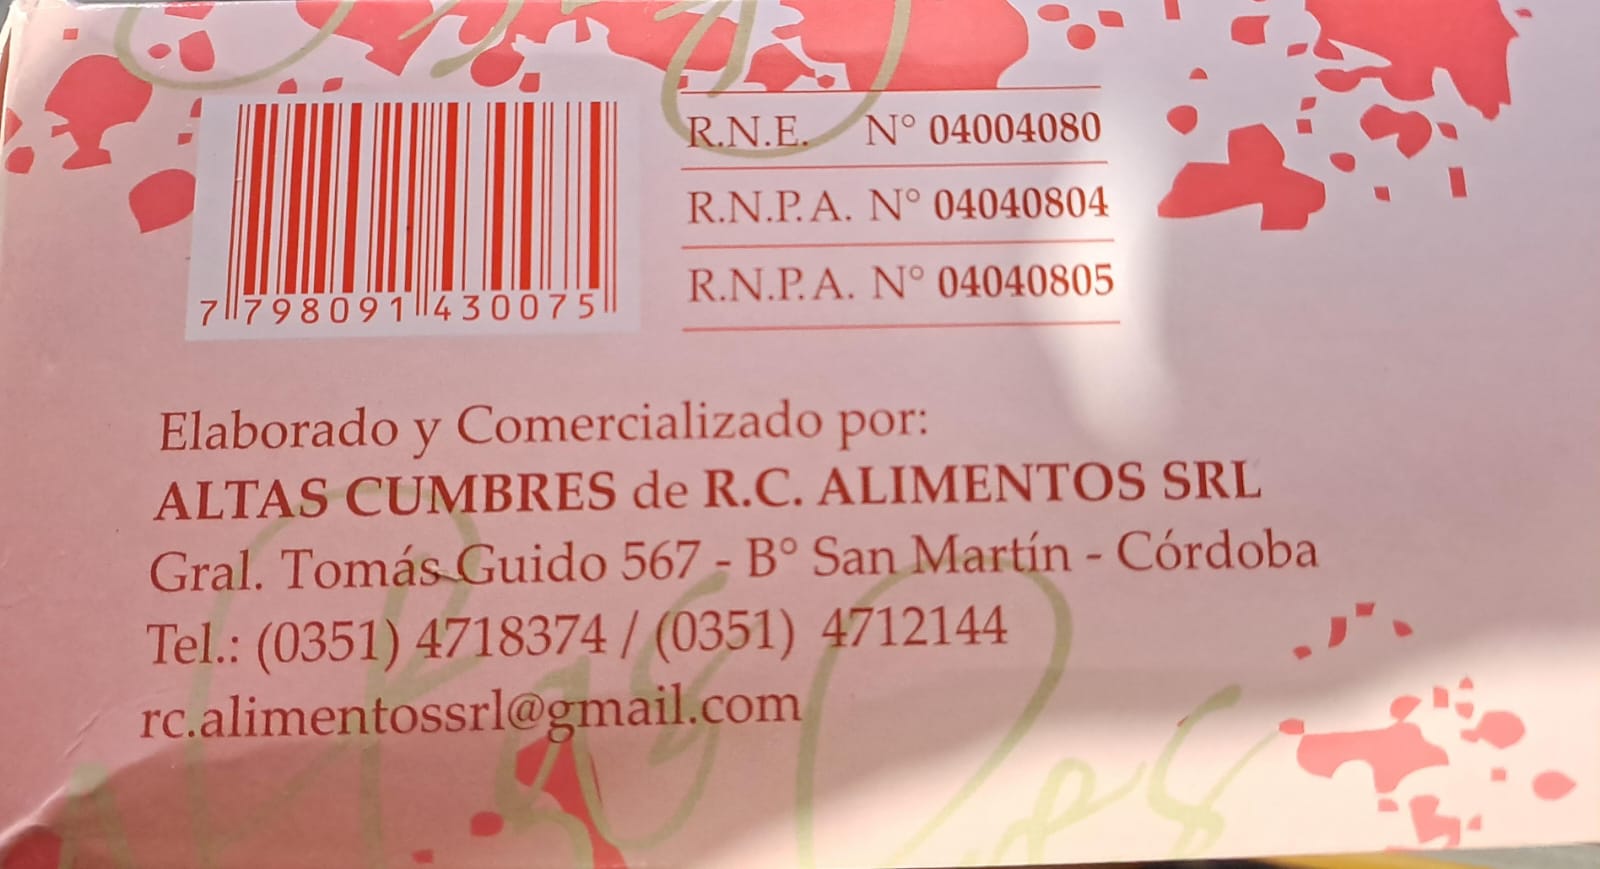 R.N.E. N° 04004080
R.N.P.A. N° 04040804
R.N.P.A. N° 04040805
7 798091 430075
Elaborado y Comercializado por:
ALTAS CUMBRES de R.C. ALIMENTOS SRL
Gral. Tomás Guido 567 - B° San Martín - Córdoba
Tel.: (0351) 4718374 / (0351) 4712144
rc.alimentossrl@gmail.com